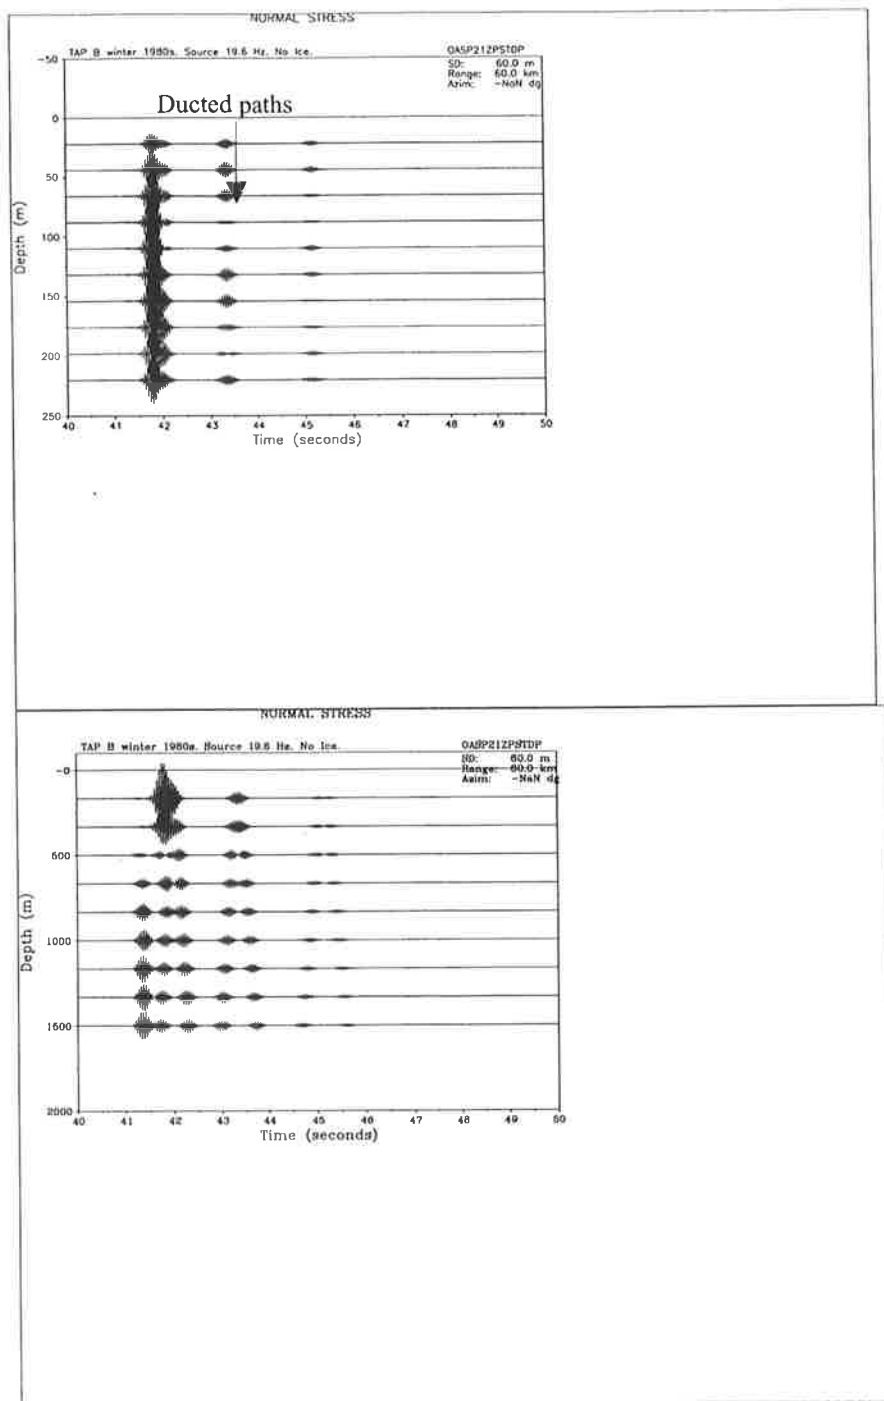 NORMAL STRESS
TAP B winter 1980s. Source 19.6 Hz. No Ice.
OASP21ZPSTDP
SD: 60.0 m
Range: 60.0 km
Azim: -NaN dg
Ducted paths
-50
0
50
100
150
200
250
Depth (m)
40 41 42 43 44 45 46 47 48 49 50
Time (seconds)
NORMAL STRESS
TAP B winter 1980s. Source 19.6 Hz. No Ice.
OASP21ZPSTDP
SD: 60.0 m
Range: 60.0 km
Azim: -NaN dg
-0
500
1000
1500
2000
Depth (m)
40 41 42 43 44 45 46 47 48 49 50
Time (seconds)